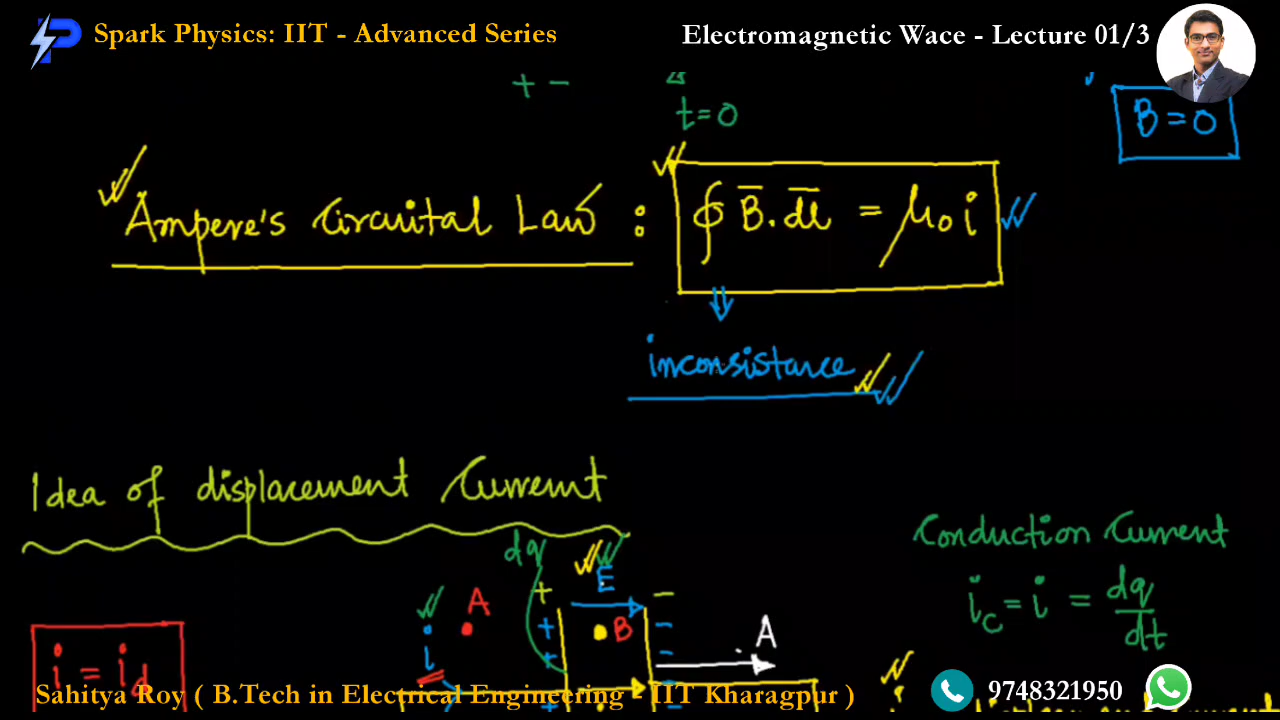 Spark Physics: IIT - Advanced Series
Electromagnetic Wace - Lecture 01/3
+ −
t=0
B = 0
Ampere's Circuital Law : ∮ B̅. dl̅ = μ₀i
inconsistance
Idea of displacement Current
Conduction Current
dq
E
A
+ −
i_c = i = dq/dt
+ B −
A
i
i = i_d
+ −
Sahitya Roy ( B.Tech in Electrical Engineering - IIT Kharagpur )
9748321950